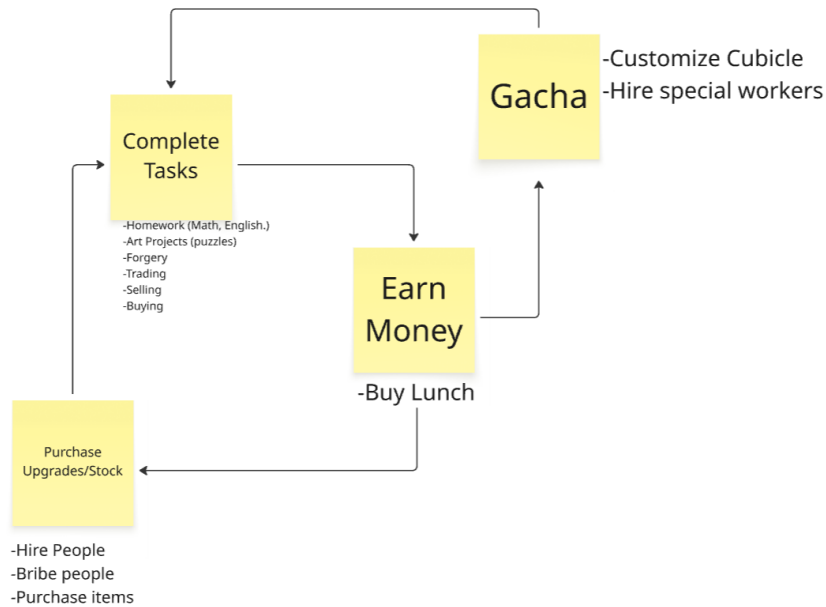 Gacha
-Customize Cubicle
-Hire special workers
Complete
Tasks
-Homework (Math, English.)
-Art Projects (puzzles)
-Forgery
-Trading
-Selling
-Buying
Earn
Money
-Buy Lunch
Purchase
Upgrades/Stock
-Hire People
-Bribe people
-Purchase items